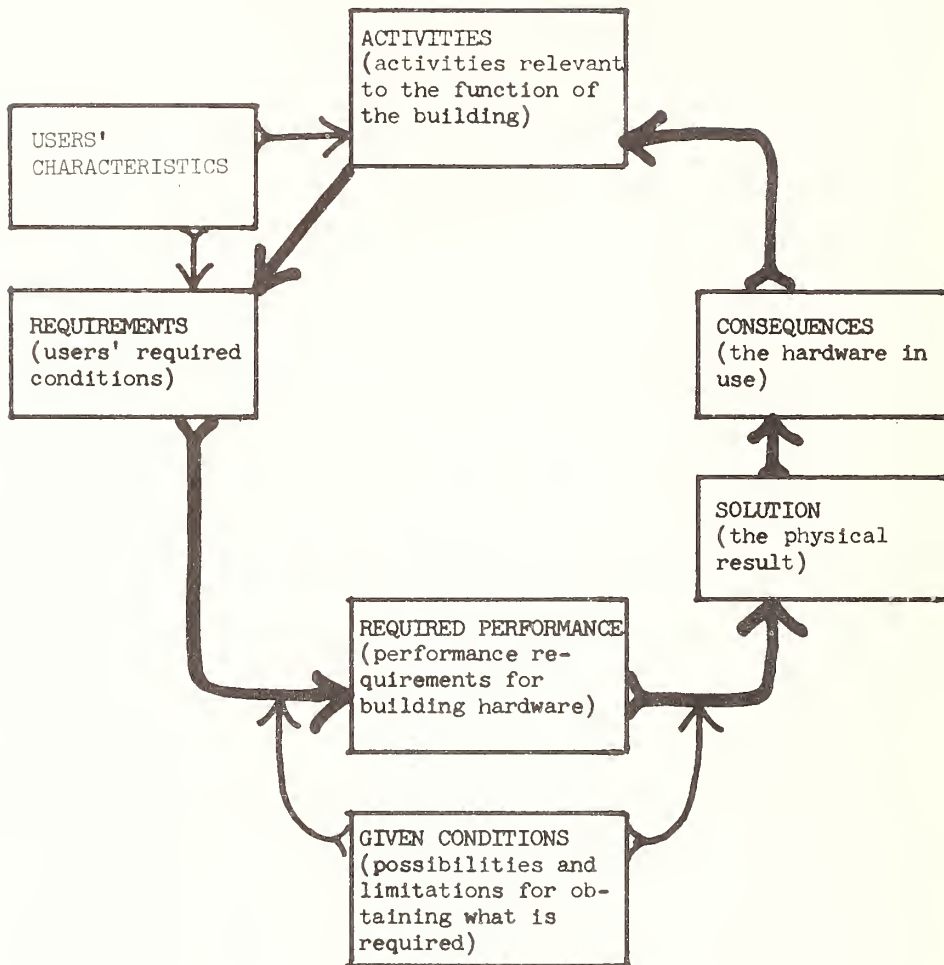 ACTIVITIES
(activities relevant
to the function of
the building)
USERS'
CHARACTERISTICS
REQUIREMENTS
(users' required
conditions)
CONSEQUENCES
(the hardware in
use)
SOLUTION
(the physical
result)
REQUIRED PERFORMANCE
(performance re-
quirements for
building hardware)
GIVEN CONDITIONS
(possibilities and
limitations for ob-
taining what is
required)